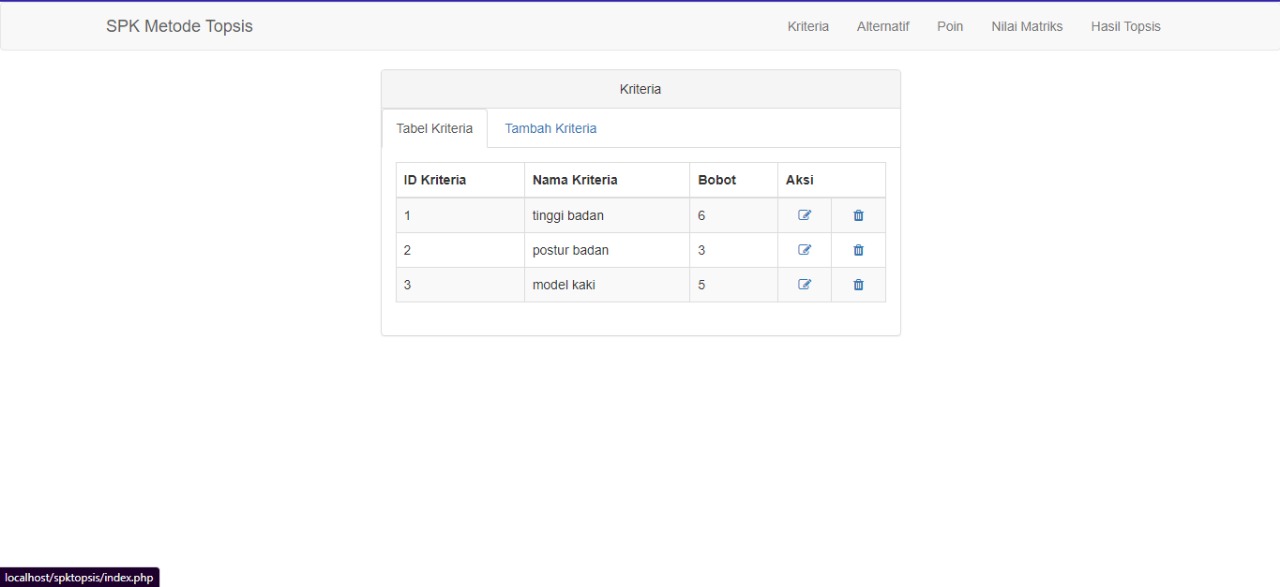 SPK Metode Topsis Kriteria Alternatif Poin Nilai Matriks Hasil Topsis
Kriteria
Tabel Kriteria Tambah Kriteria
ID Kriteria Nama Kriteria Bobot Aksi
1 tinggi badan 6
2 postur badan 3
3 model kaki 5
localhost/spktopsis/index.php